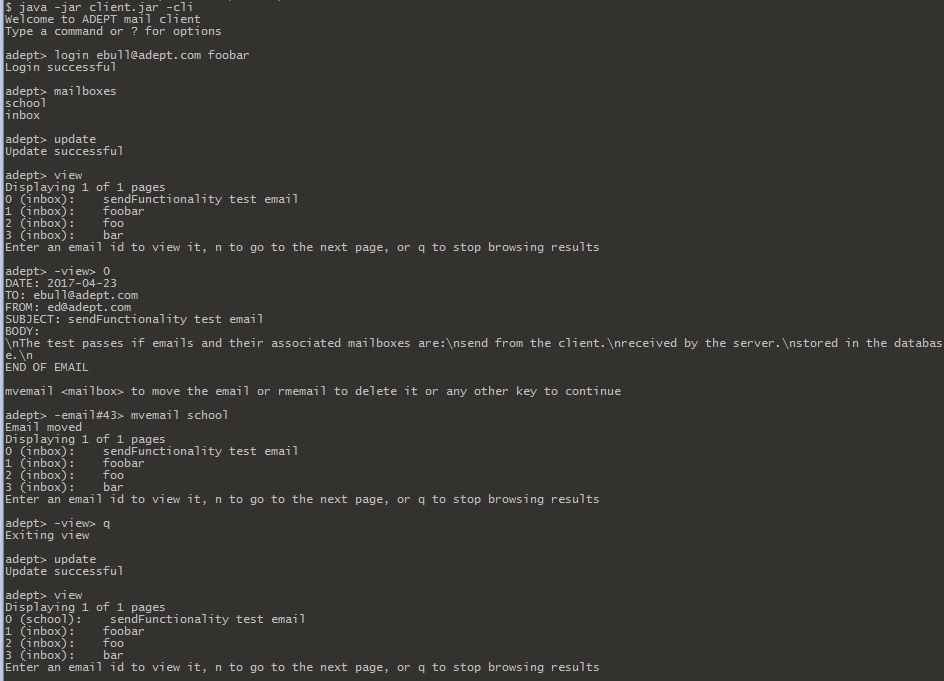 $ java -jar client.jar -cli
Welcome to ADEPT mail client
Type a command or ? for options
adept> login ebull@adept.com foobar
Login successful
adept> mailboxes
school
inbox
adept> update
Update successful
adept> view
Displaying 1 of 1 pages
0 (inbox):    sendFunctionality test email
1 (inbox):    foobar
2 (inbox):    foo
3 (inbox):    bar
Enter an email id to view it, n to go to the next page, or q to stop browsing results
adept> -view> 0
DATE: 2017-04-23
TO: ebull@adept.com
FROM: ed@adept.com
SUBJECT: sendFunctionality test email
BODY:
\nThe test passes if emails and their associated mailboxes are:\nsend from the client.\nreceived by the server.\nstored in the databas
e.\n
END OF EMAIL
mvemail <mailbox> to move the email or rmemail to delete it or any other key to continue
adept> -email#43> mvemail school
Email moved
Displaying 1 of 1 pages
0 (inbox):    sendFunctionality test email
1 (inbox):    foobar
2 (inbox):    foo
3 (inbox):    bar
Enter an email id to view it, n to go to the next page, or q to stop browsing results
adept> -view> q
Exiting view
adept> update
Update successful
adept> view
Displaying 1 of 1 pages
0 (school):    sendFunctionality test email
1 (inbox):    foobar
2 (inbox):    foo
3 (inbox):    bar
Enter an email id to view it, n to go to the next page, or q to stop browsing results